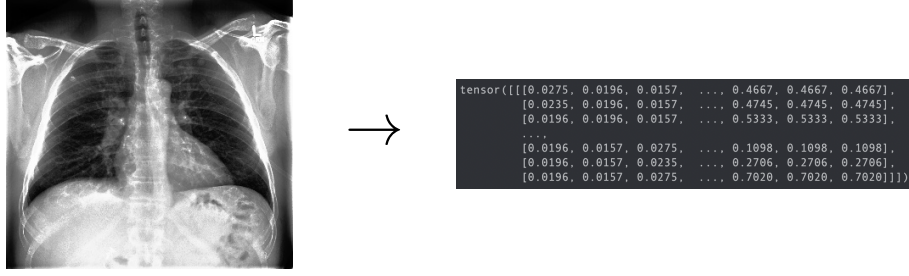 tensor([[[0.0275, 0.0196, 0.0157,  ..., 0.4667, 0.4667, 0.4667],
[0.0235, 0.0196, 0.0157,  ..., 0.4745, 0.4745, 0.4745],
[0.0196, 0.0196, 0.0157,  ..., 0.5333, 0.5333, 0.5333],
...,
[0.0196, 0.0157, 0.0275,  ..., 0.1098, 0.1098, 0.1098],
[0.0196, 0.0157, 0.0235,  ..., 0.2706, 0.2706, 0.2706],
[0.0196, 0.0157, 0.0275,  ..., 0.7020, 0.7020, 0.7020]]])